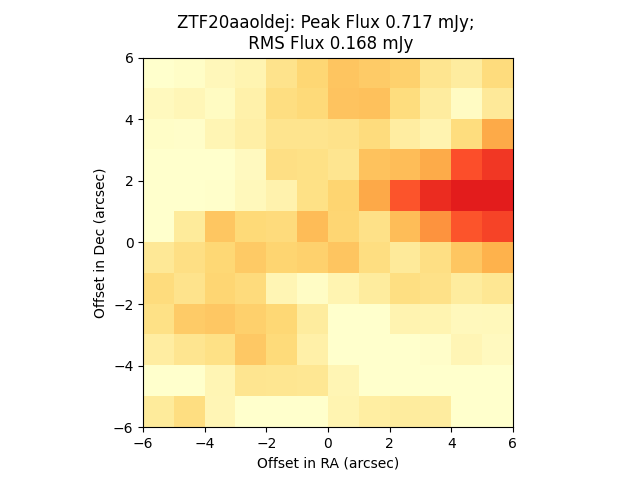 ZTF20aaoldej: Peak Flux 0.717 mJy;
RMS Flux 0.168 mJy
6
4
2
0
−2
−4
−6
Offset in Dec (arcsec)
−6 −4 −2 0 2 4 6
Offset in RA (arcsec)